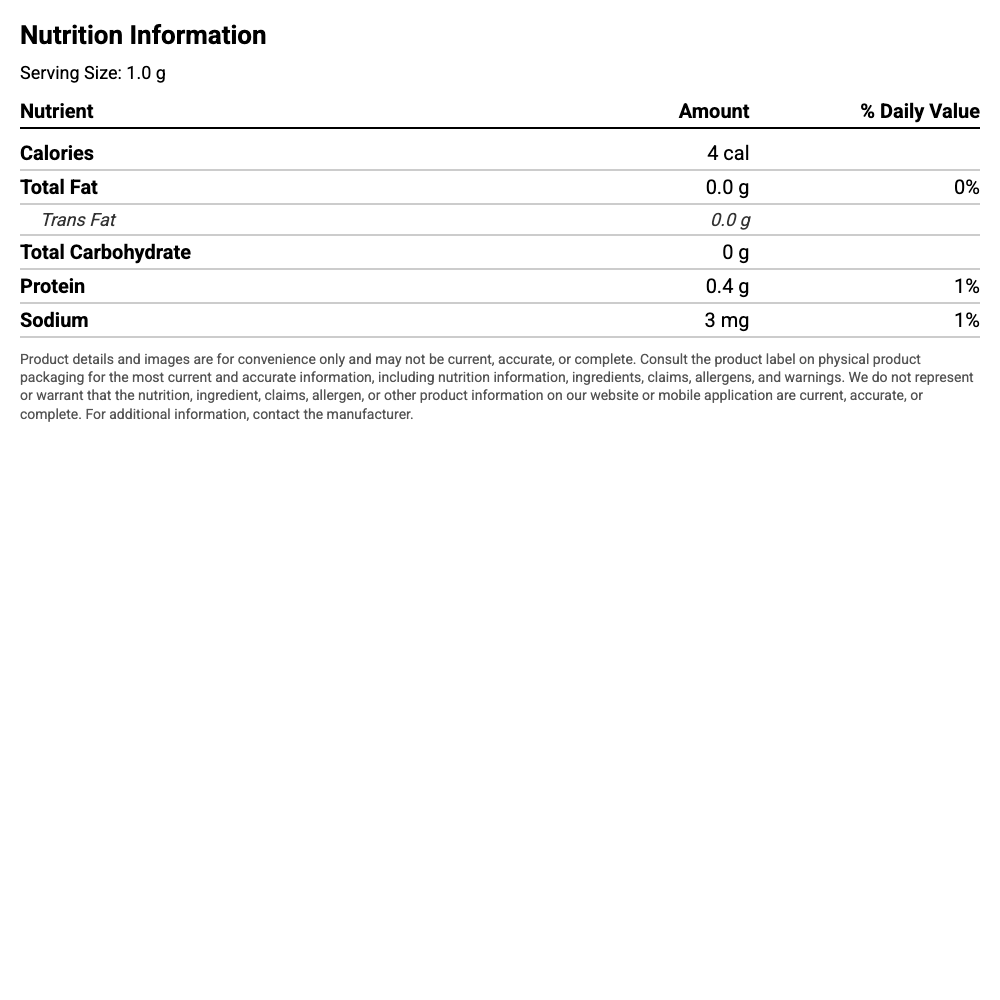 Nutrition Information
Serving Size: 1.0 g
Nutrient Amount % Daily Value
Calories 4 cal
Total Fat 0.0 g 0%
Trans Fat 0.0 g
Total Carbohydrate 0 g
Protein 0.4 g 1%
Sodium 3 mg 1%
Product details and images are for convenience only and may not be current, accurate, or complete. Consult the product label on physical product
packaging for the most current and accurate information, including nutrition information, ingredients, claims, allergens, and warnings. We do not represent
or warrant that the nutrition, ingredient, claims, allergen, or other product information on our website or mobile application are current, accurate, or
complete. For additional information, contact the manufacturer.